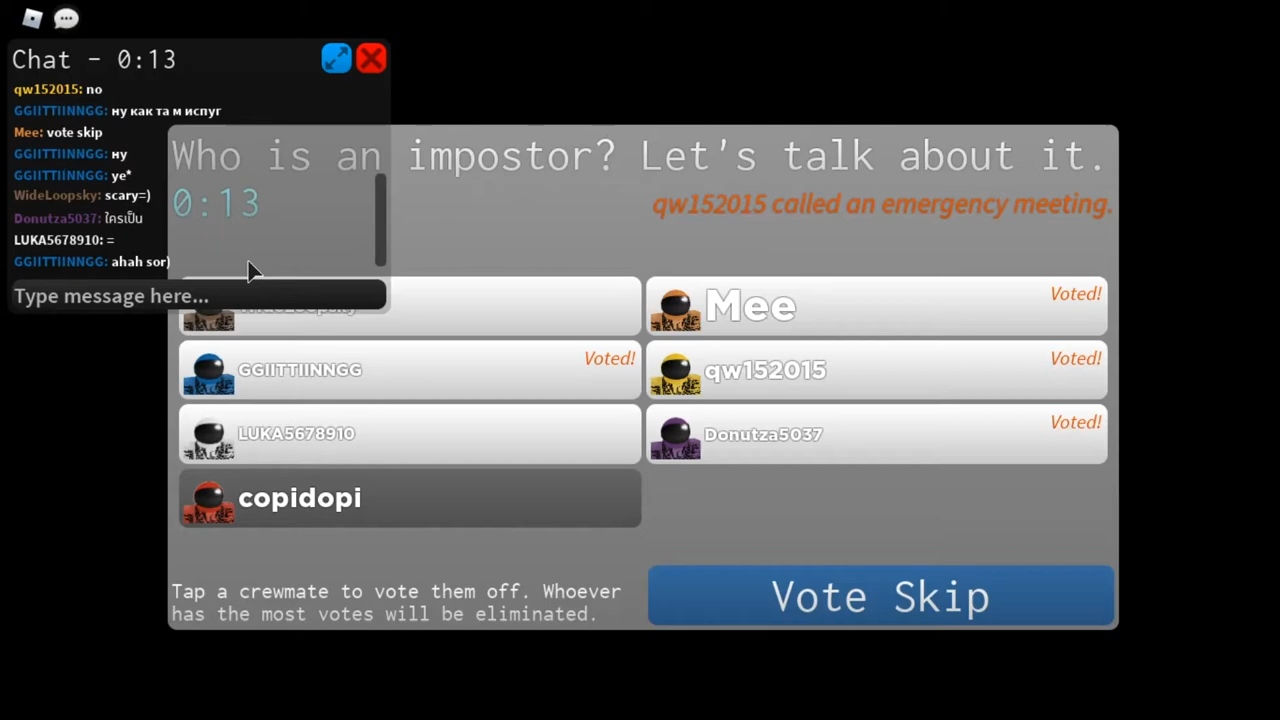 Chat - 0:13
qw152015: no
GGIITTIINNGG: ну как та м испуг
Mee: vote skip
GGIITTIINNGG: ну
GGIITTIINNGG: ye*
WideLoopsky: scary=)
Donutza5037: ใครเป็น
LUKA5678910: =
GGIITTIINNGG: ahah sor)
Type message here...
Who is an impostor? Let's talk about it.
0:13
qw152015 called an emergency meeting.
WideLoopsky
Mee Voted!
GGIITTIINNGG Voted!
qw152015 Voted!
LUKA5678910
Donutza5037 Voted!
copidopi
Tap a crewmate to vote them off. Whoever
has the most votes will be eliminated.
Vote Skip